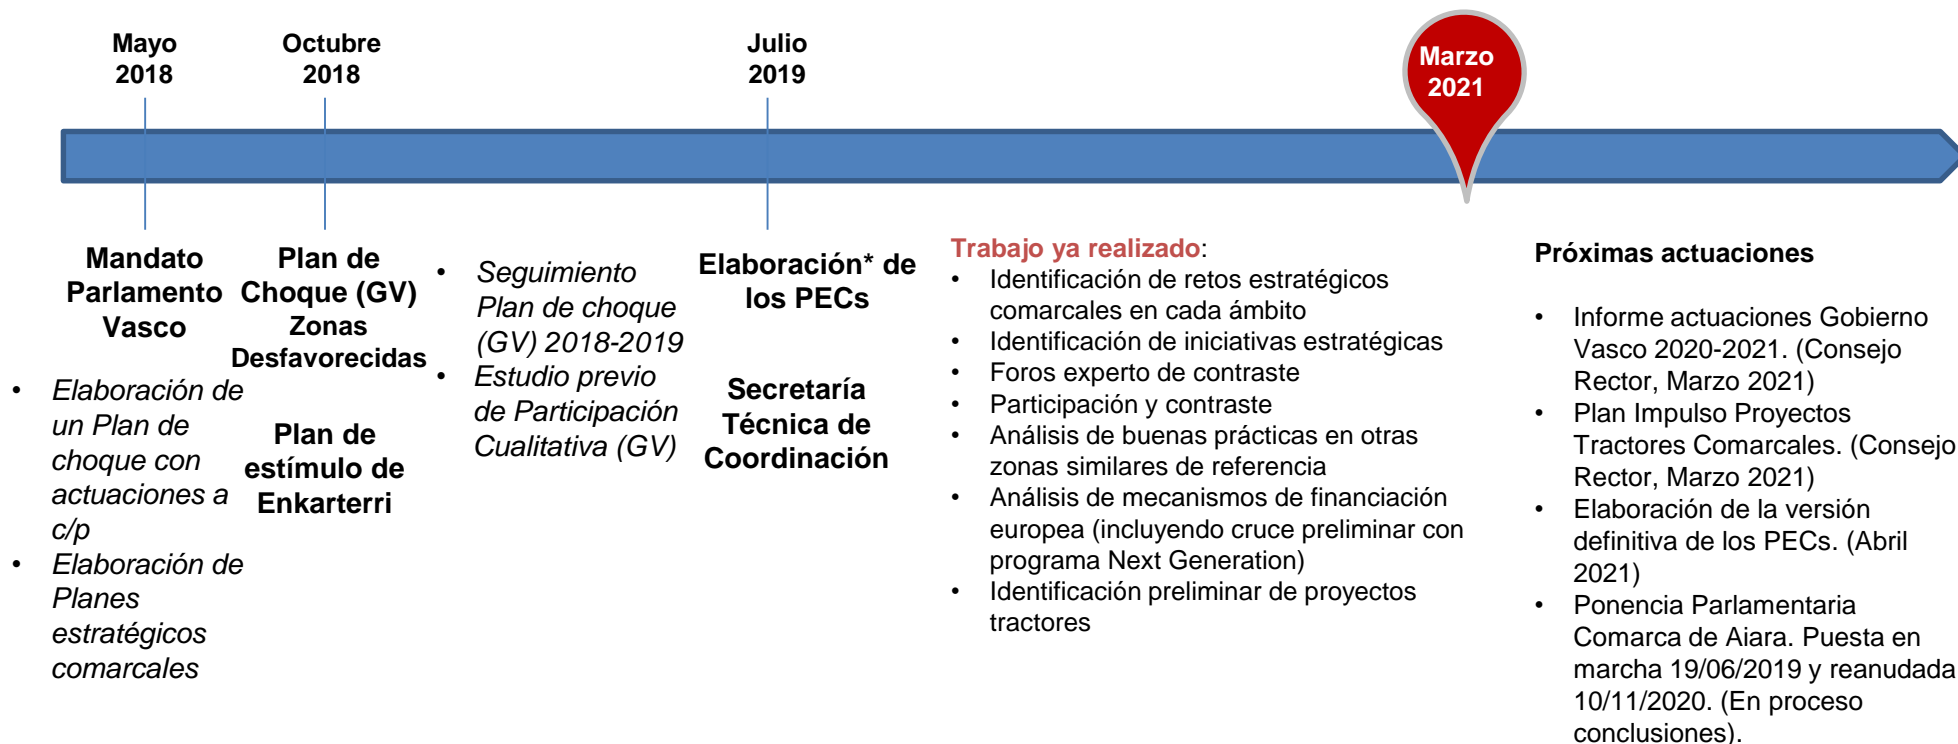 Mayo
2018
Octubre
2018
Julio
2019
Marzo
2021
Mandato
Parlamento
Vasco
• Elaboración de
un Plan de
choque con
actuaciones a
c/p
• Elaboración de
Planes
estratégicos
comarcales
Plan de
Choque (GV)
Zonas
Desfavorecidas
Plan de
estímulo de
Enkarterri
• Seguimiento
Plan de choque
(GV) 2018-2019
• Estudio previo
de Participación
Cualitativa (GV)
Elaboración* de
los PECs
Secretaría
Técnica de
Coordinación
Trabajo ya realizado:
• Identificación de retos estratégicos
comarcales en cada ámbito
• Identificación de iniciativas estratégicas
• Foros experto de contraste
• Participación y contraste
• Análisis de buenas prácticas en otras
zonas similares de referencia
• Análisis de mecanismos de financiación
europea (incluyendo cruce preliminar con
programa Next Generation)
• Identificación preliminar de proyectos
tractores
Próximas actuaciones
• Informe actuaciones Gobierno
Vasco 2020-2021. (Consejo
Rector, Marzo 2021)
• Plan Impulso Proyectos
Tractores Comarcales. (Consejo
Rector, Marzo 2021)
• Elaboración de la versión
definitiva de los PECs. (Abril
2021)
• Ponencia Parlamentaria
Comarca de Aiara. Puesta en
marcha 19/06/2019 y reanudada
10/11/2020. (En proceso
conclusiones).